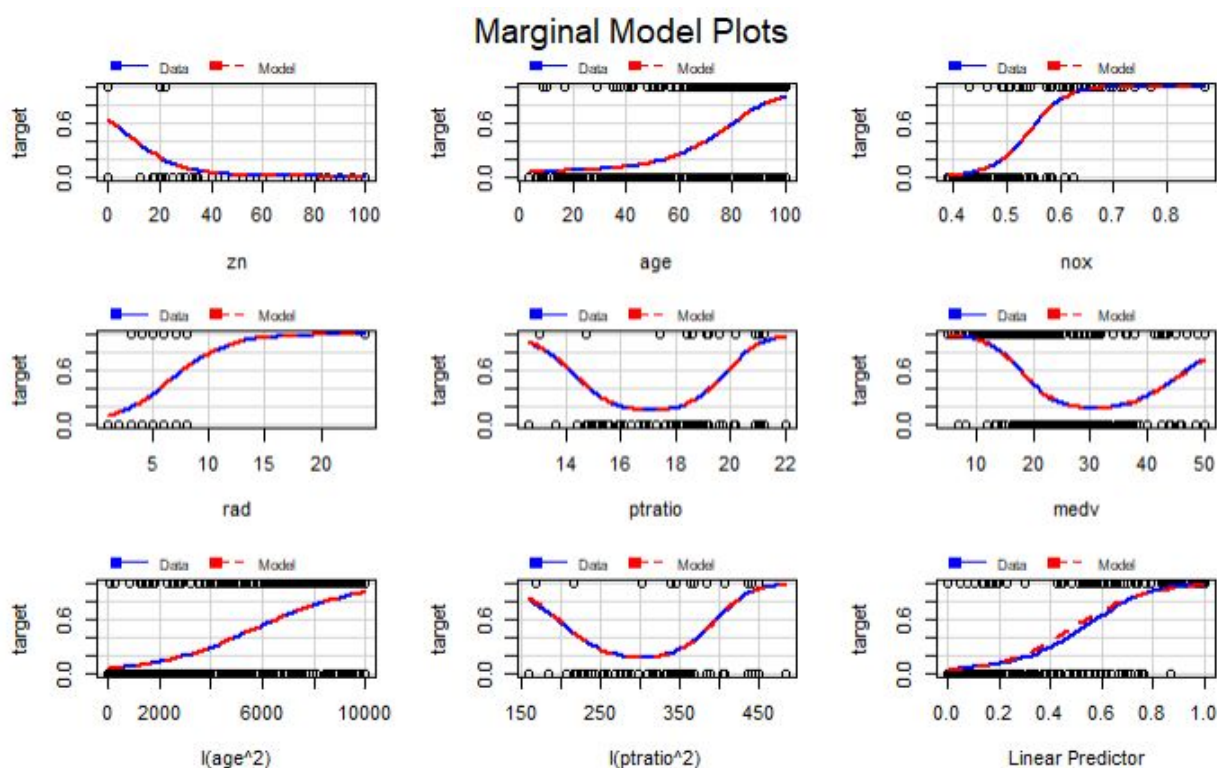 Marginal Model Plots
Data Model
target
0.0 0.6
0 20 40 60 80 100
zn
Data Model
target
0.0 0.6
0 20 40 60 80 100
age
Data Model
target
0.0 0.6
0.4 0.5 0.6 0.7 0.8
nox
Data Model
target
0.0 0.6
5 10 15 20
rad
Data Model
target
0.0 0.6
14 16 18 20 22
ptratio
Data Model
target
0.0 0.6
10 20 30 40 50
medv
Data Model
target
0.0 0.6
0 2000 6000 10000
I(age^2)
Data Model
target
0.0 0.6
150 250 350 450
I(ptratio^2)
Data Model
target
0.0 0.6
0.0 0.2 0.4 0.6 0.8 1.0
Linear Predictor